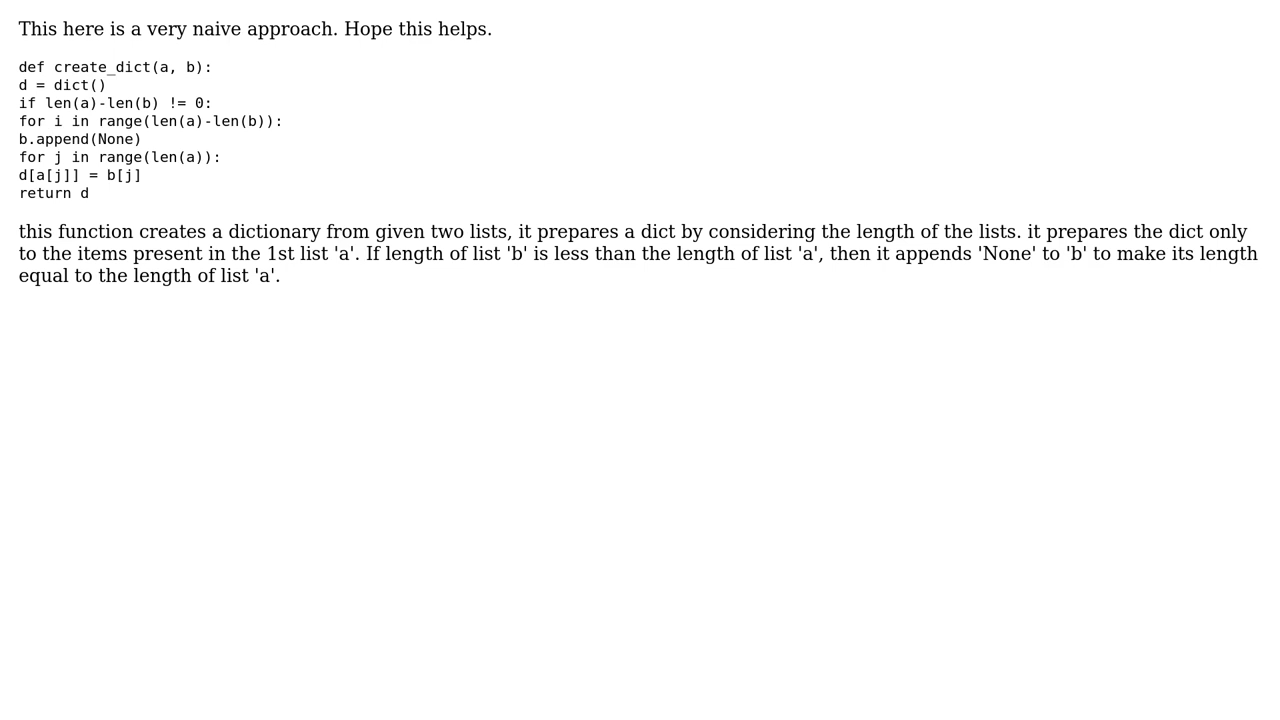 This here is a very naive approach. Hope this helps.
def create_dict(a, b):
d = dict()
if len(a)-len(b) != 0:
for i in range(len(a)-len(b)):
b.append(None)
for j in range(len(a)):
d[a[j]] = b[j]
return d
this function creates a dictionary from given two lists, it prepares a dict by considering the length of the lists. it prepares the dict only
to the items present in the 1st list 'a'. If length of list 'b' is less than the length of list 'a', then it appends 'None' to 'b' to make its length
equal to the length of list 'a'.